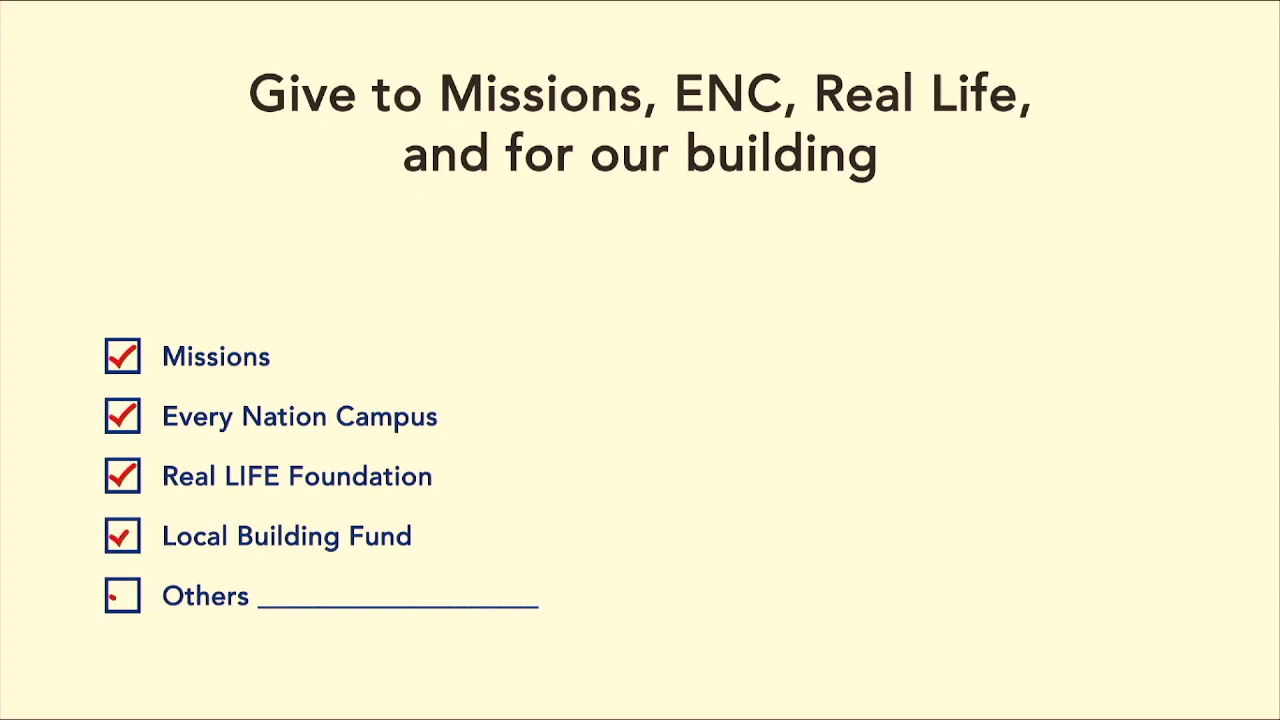 Give to Missions, ENC, Real Life,
and for our building
Missions
Every Nation Campus
Real LIFE Foundation
Local Building Fund
Others ____________________